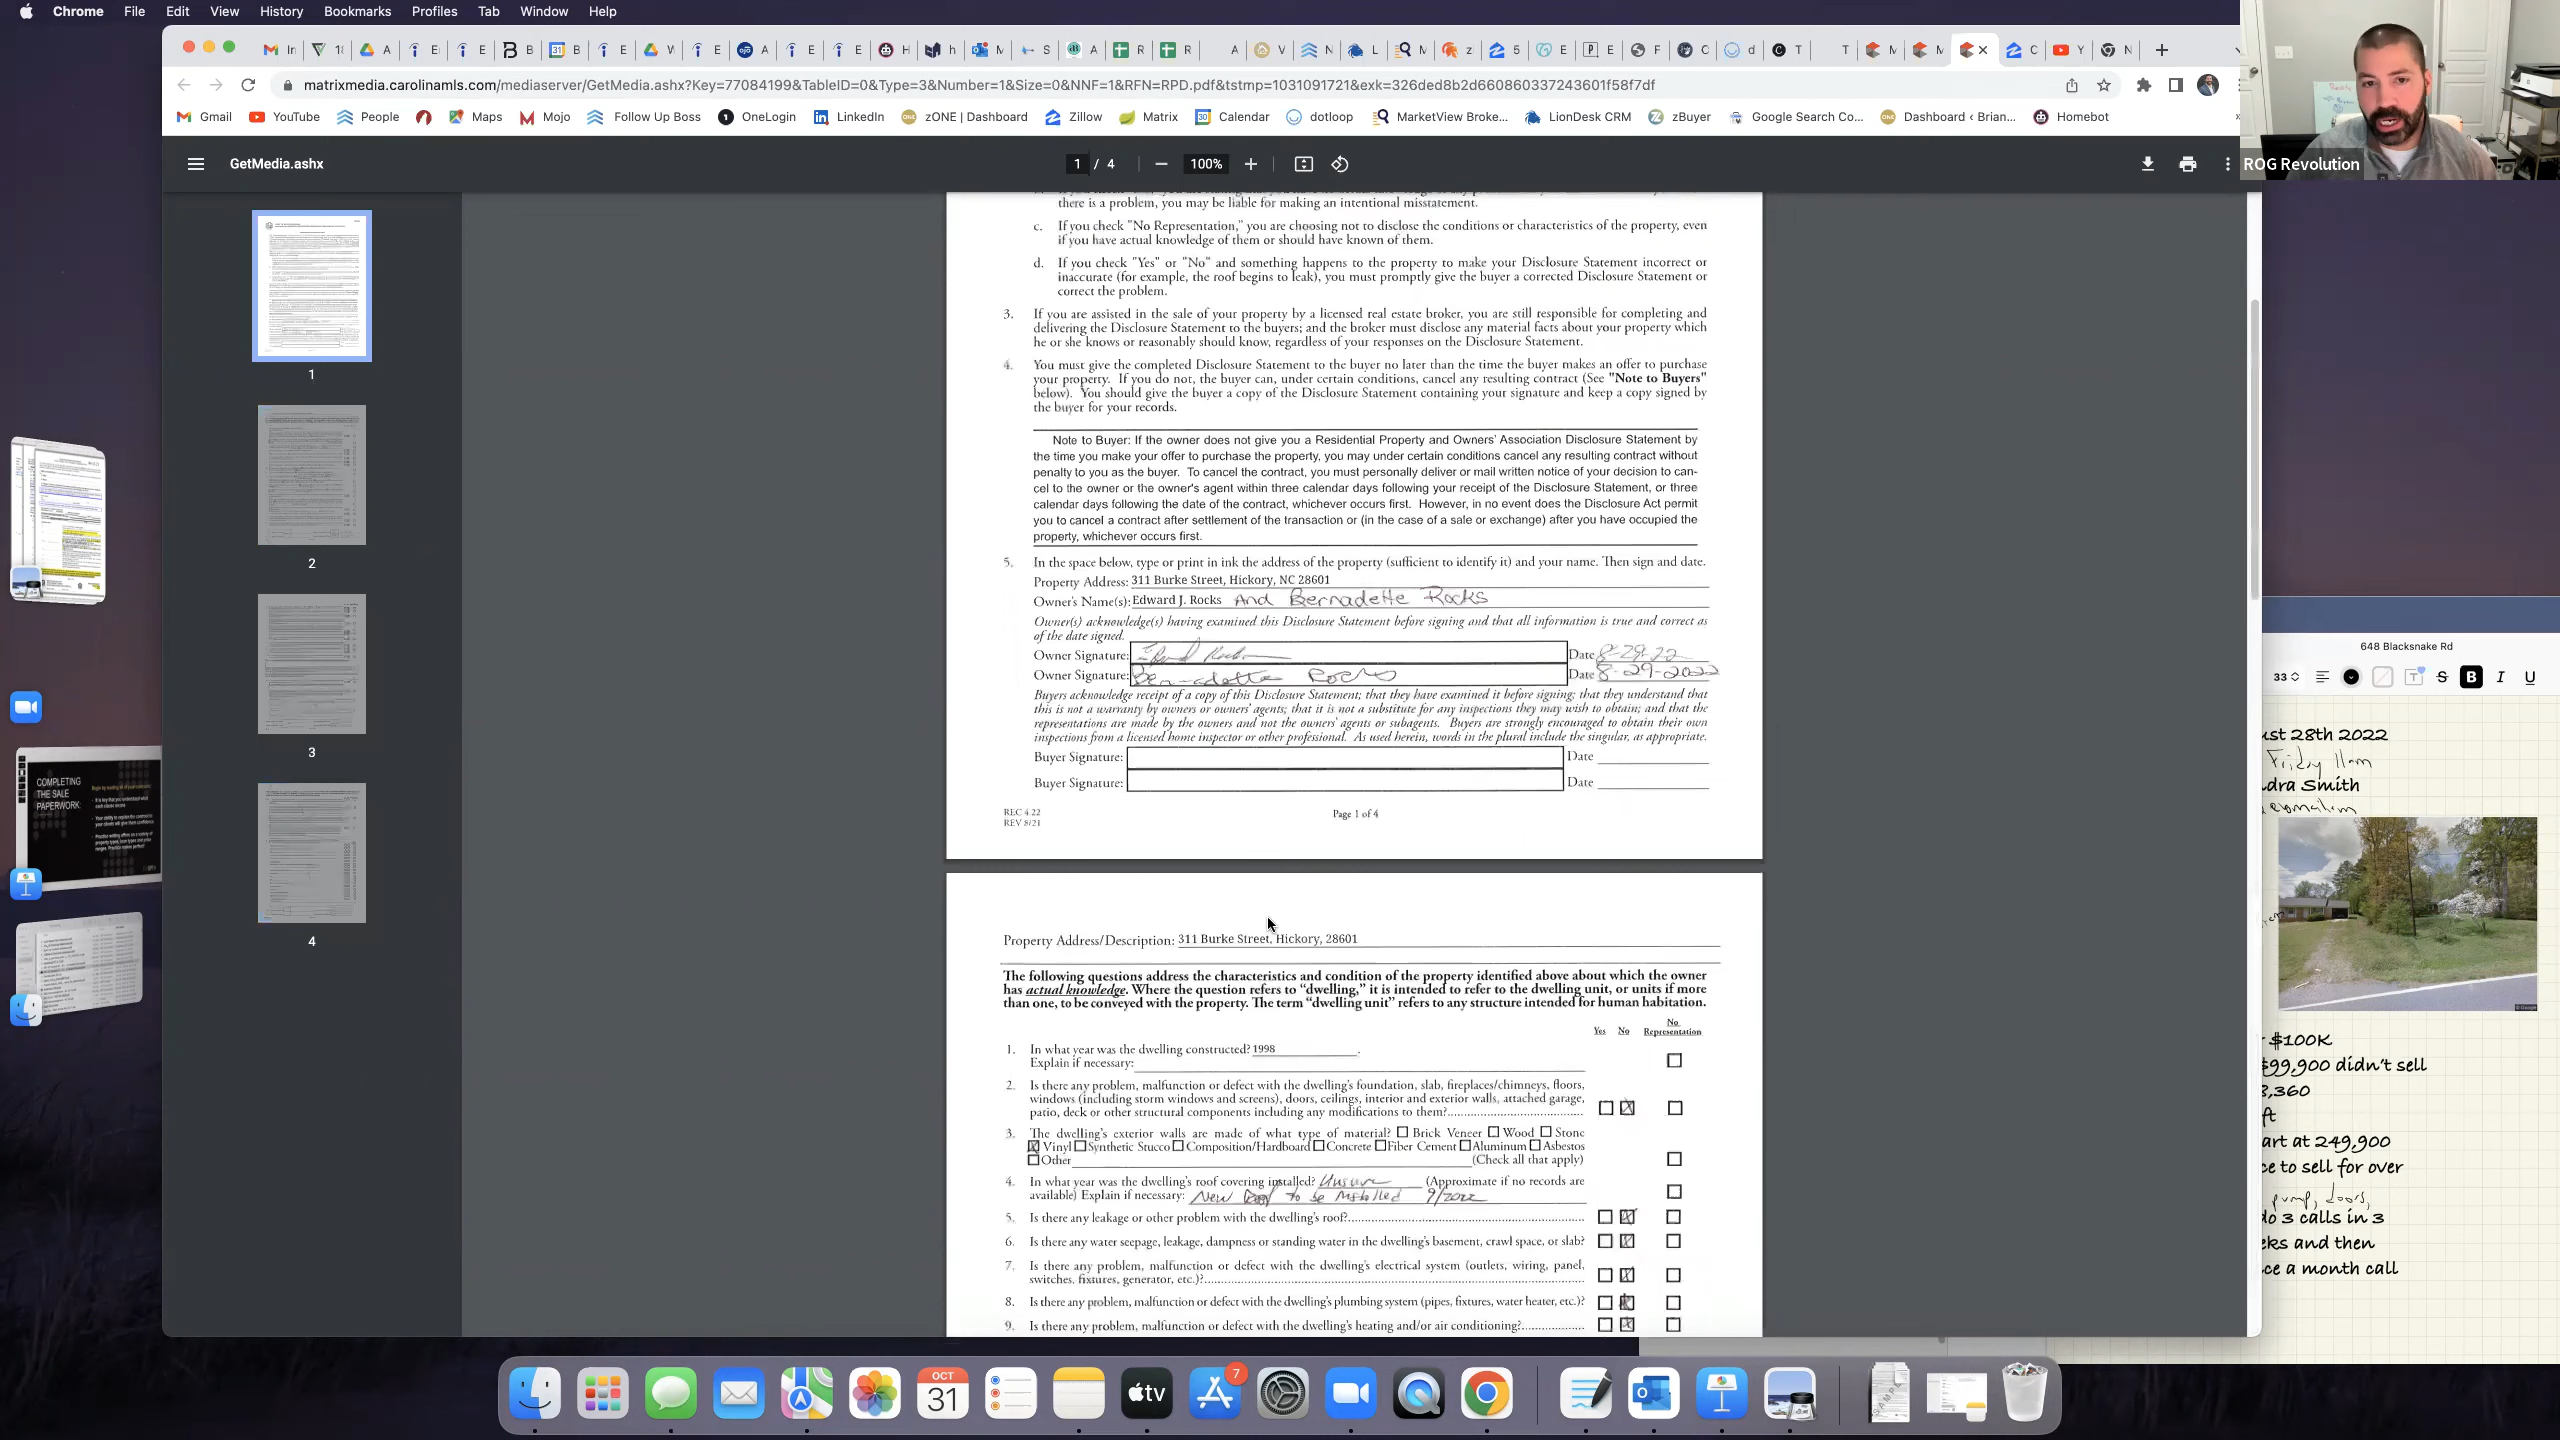 Chrome File Edit View History Bookmarks Profiles Tab Window Help
matrixmedia.carolinamls.com/mediaserver/GetMedia.ashx?Key=77084199&TableID=0&Type=3&Number=1&Size=0&NNF=1&RFN=RPD.pdf&tstmp=1031091721&exk=326ded8b2d660860337243601f58f7df
Gmail YouTube People Maps Mojo Follow Up Boss OneLogin LinkedIn zONE | Dashboard Zillow Matrix Calendar dotloop MarketView Broke... LionDesk CRM zBuyer Google Search Co... Dashboard ‹ Brian... Homebot
GetMedia.ashx
1 / 4
100%
ROG Revolution
1
2
3
4
there is a problem, you may be liable for making an intentional misstatement.
c. If you check "No Representation," you are choosing not to disclose the conditions or characteristics of the property, even
if you have actual knowledge of them or should have known of them.
d. If you check "Yes" or "No" and something happens to the property to make your Disclosure Statement incorrect or
inaccurate (for example, the roof begins to leak), you must promptly give the buyer a corrected Disclosure Statement or
correct the problem.
3. If you are assisted in the sale of your property by a licensed real estate broker, you are still responsible for completing and
delivering the Disclosure Statement to the buyers; and the broker must disclose any material facts about your property which
he or she knows or reasonably should know, regardless of your responses on the Disclosure Statement.
4. You must give the completed Disclosure Statement to the buyer no later than the time the buyer makes an offer to purchase
your property. If you do not, the buyer can, under certain conditions, cancel any resulting contract (See "Note to Buyers"
below). You should give the buyer a copy of the Disclosure Statement containing your signature and keep a copy signed by
the buyer for your records.
Note to Buyer: If the owner does not give you a Residential Property and Owners' Association Disclosure Statement by
the time you make your offer to purchase the property, you may under certain conditions cancel any resulting contract without
penalty to you as the buyer. To cancel the contract, you must personally deliver or mail written notice of your decision to can-
cel to the owner or the owner's agent within three calendar days following your receipt of the Disclosure Statement, or three
calendar days following the date of the contract, whichever occurs first. However, in no event does the Disclosure Act permit
you to cancel a contract after settlement of the transaction or (in the case of a sale or exchange) after you have occupied the
property, whichever occurs first.
5. In the space below, type or print in ink the address of the property (sufficient to identify it) and your name. Then sign and date.
Property Address: 311 Burke Street, Hickory, NC 28601
Owner's Name(s): Edward J. Rocks And Bernadette Rocks
Owner(s) acknowledge(s) having examined this Disclosure Statement before signing and that all information is true and correct as
of the date signed.
Owner Signature: Date 8-29-22
Owner Signature: Bernadette Rocks Date 8-29-2022
Buyers acknowledge receipt of a copy of this Disclosure Statement; that they have examined it before signing; that they understand that
this is not a warranty by owners or owners' agents; that it is not a substitute for any inspections they may wish to obtain; and that the
representations are made by the owners and not the owners' agents or subagents. Buyers are strongly encouraged to obtain their own
inspections from a licensed home inspector or other professional. As used herein, words in the plural include the singular, as appropriate.
Buyer Signature: Date
Buyer Signature: Date
REC 4.22
REV 8/21
Page 1 of 4
Property Address/Description: 311 Burke Street, Hickory, 28601
The following questions address the characteristics and condition of the property identified above about which the owner
has actual knowledge. Where the question refers to "dwelling," it is intended to refer to the dwelling unit, or units if more
than one, to be conveyed with the property. The term "dwelling unit" refers to any structure intended for human habitation.
Yes No No Representation
1. In what year was the dwelling constructed? 1998 .
Explain if necessary:
2. Is there any problem, malfunction or defect with the dwelling's foundation, slab, fireplaces/chimneys, floors,
windows (including storm windows and screens), doors, ceilings, interior and exterior walls, attached garage,
patio, deck or other structural components including any modifications to them?
3. The dwelling's exterior walls are made of what type of material? Brick Veneer Wood Stone
Vinyl Synthetic Stucco Composition/Hardboard Concrete Fiber Cement Aluminum Asbestos
Other (Check all that apply)
4. In what year was the dwelling's roof covering installed? Unsure (Approximate if no records are
available) Explain if necessary: New Roof to be installed 9/2022
5. Is there any leakage or other problem with the dwelling's roof?
6. Is there any water seepage, leakage, dampness or standing water in the dwelling's basement, crawl space, or slab?
7. Is there any problem, malfunction or defect with the dwelling's electrical system (outlets, wiring, panel,
switches, fixtures, generator, etc.)?
8. Is there any problem, malfunction or defect with the dwelling's plumbing system (pipes, fixtures, water heater, etc.)?
9. Is there any problem, malfunction or defect with the dwelling's heating and/or air conditioning?
COMPLETING
THE SALE
PAPERWORK:
648 Blacksnake Rd
33 B I U
ust 28th 2022
Friday 11am
dra Smith
$100K
$99,900 didn't sell
,360
ft
art at 249,900
ce to sell for over
pump, doors,
do 3 calls in 3
eks and then
ce a month call
OCT
31
tv
7